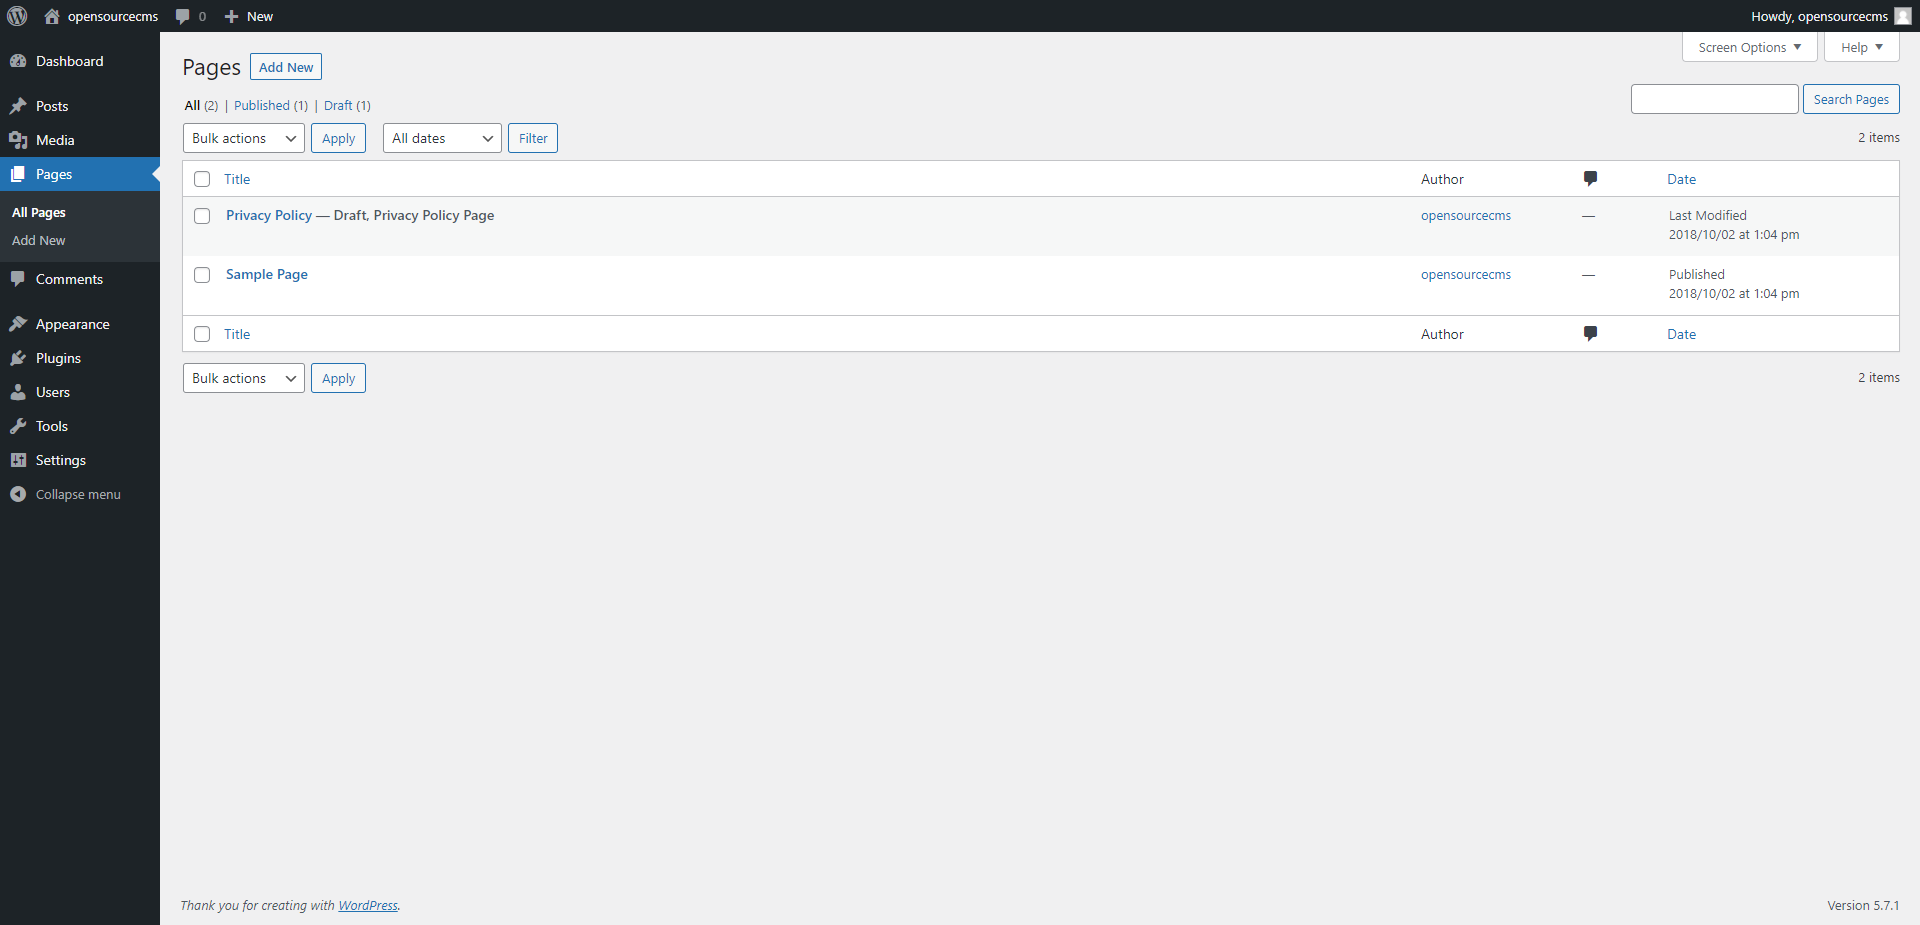 opensourcecms 0 New Howdy, opensourcecms
Dashboard
Posts
Media
Pages
All Pages
Add New
Comments
Appearance
Plugins
Users
Tools
Settings
Collapse menu
Screen Options Help
Pages Add New
All (2) | Published (1) | Draft (1)
Search Pages
Bulk actions Apply All dates Filter 2 items
Title Author Date
Privacy Policy — Draft, Privacy Policy Page opensourcecms — Last Modified
2018/10/02 at 1:04 pm
Sample Page opensourcecms — Published
2018/10/02 at 1:04 pm
Title Author Date
Bulk actions Apply 2 items
Thank you for creating with WordPress. Version 5.7.1